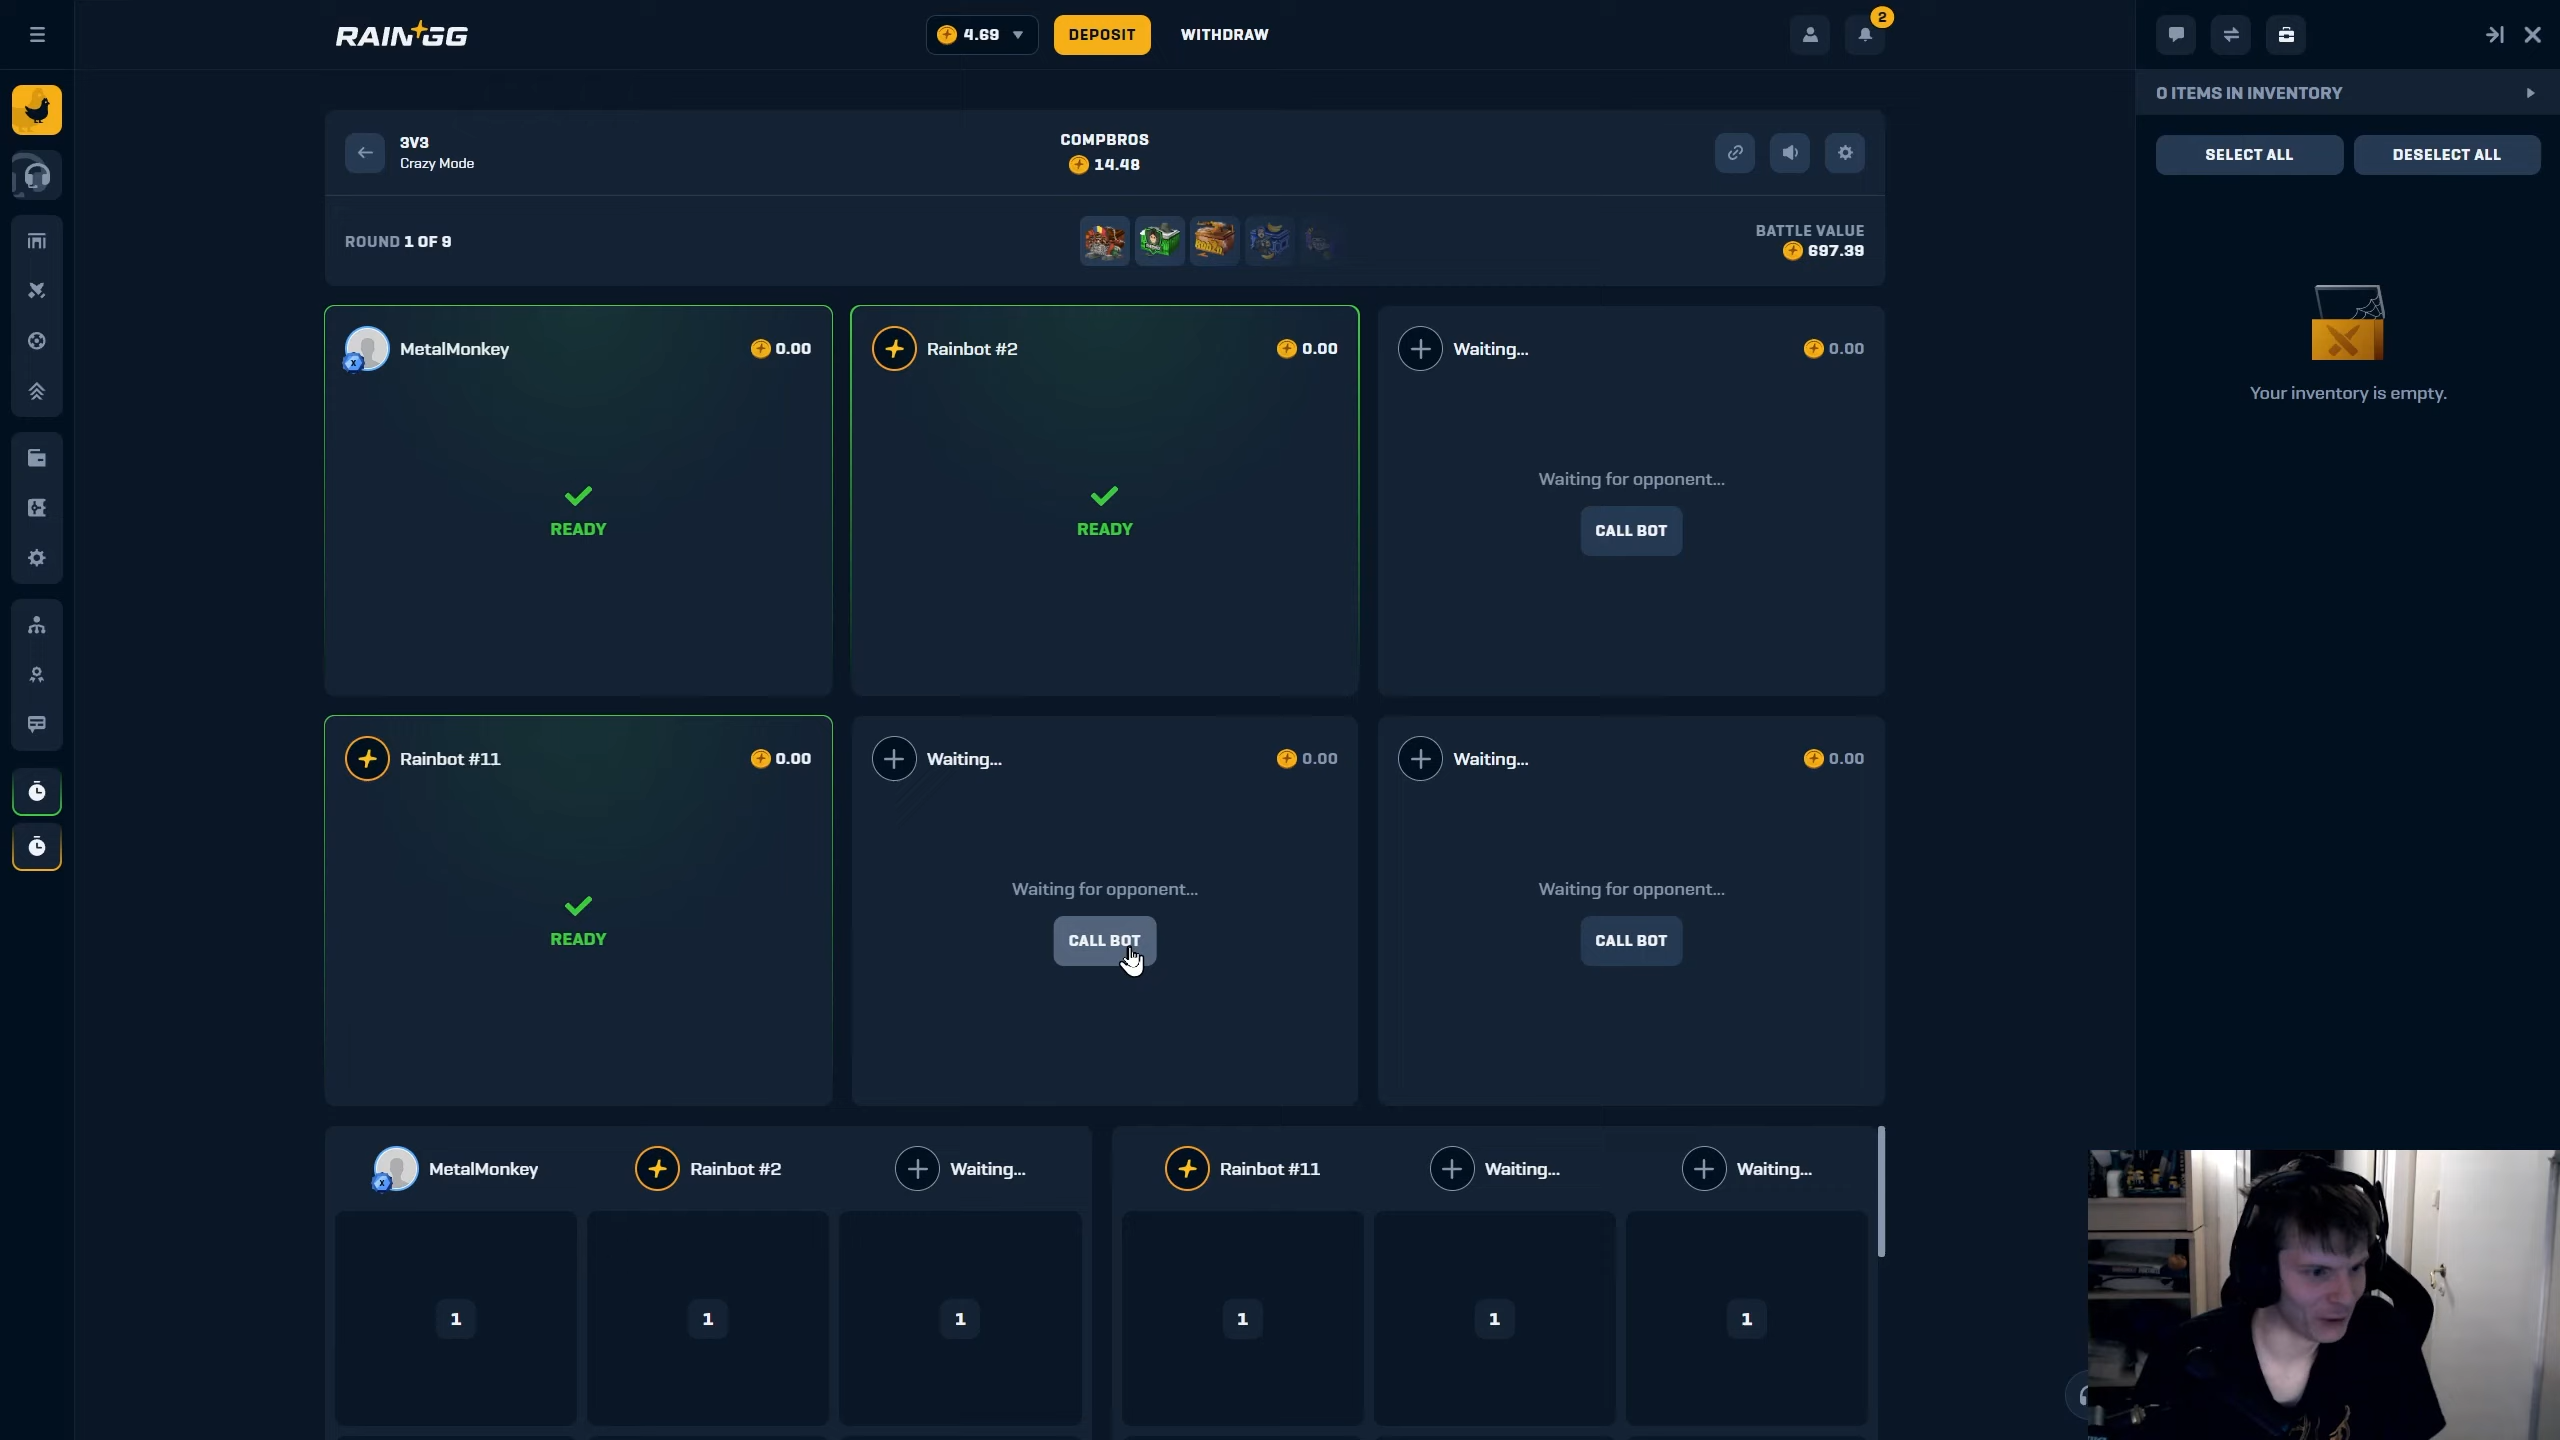 RAIN GG
4.69
DEPOSIT
WITHDRAW
2
3V3
Crazy Mode
COMPBROS
14.48
ROUND 1 OF 9
BATTLE VALUE
697.39
MetalMonkey
0.00
READY
Rainbot #2
0.00
READY
Waiting...
0.00
Waiting for opponent...
CALL BOT
Rainbot #11
0.00
READY
Waiting...
0.00
Waiting for opponent...
CALL BOT
Waiting...
0.00
Waiting for opponent...
CALL BOT
MetalMonkey
Rainbot #2
Waiting...
Rainbot #11
Waiting...
Waiting...
1
1
1
1
1
1
0 ITEMS IN INVENTORY
SELECT ALL
DESELECT ALL
Your inventory is empty.